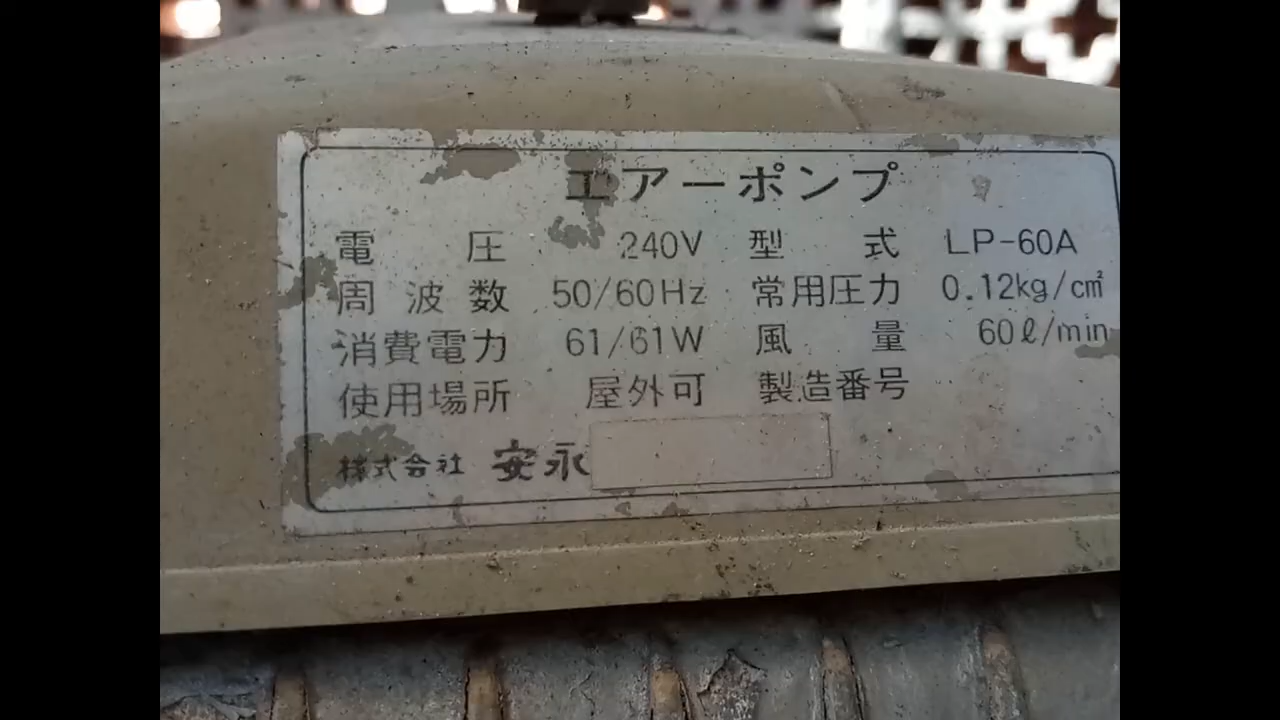 エアーポンプ
電圧 240V 型式 LP-60A
周波数 50/60Hz 常用圧力 0.12kg/c㎡
消費電力 61/61W 風量 60ℓ/min
使用場所 屋外可 製造番号
株式会社 安永